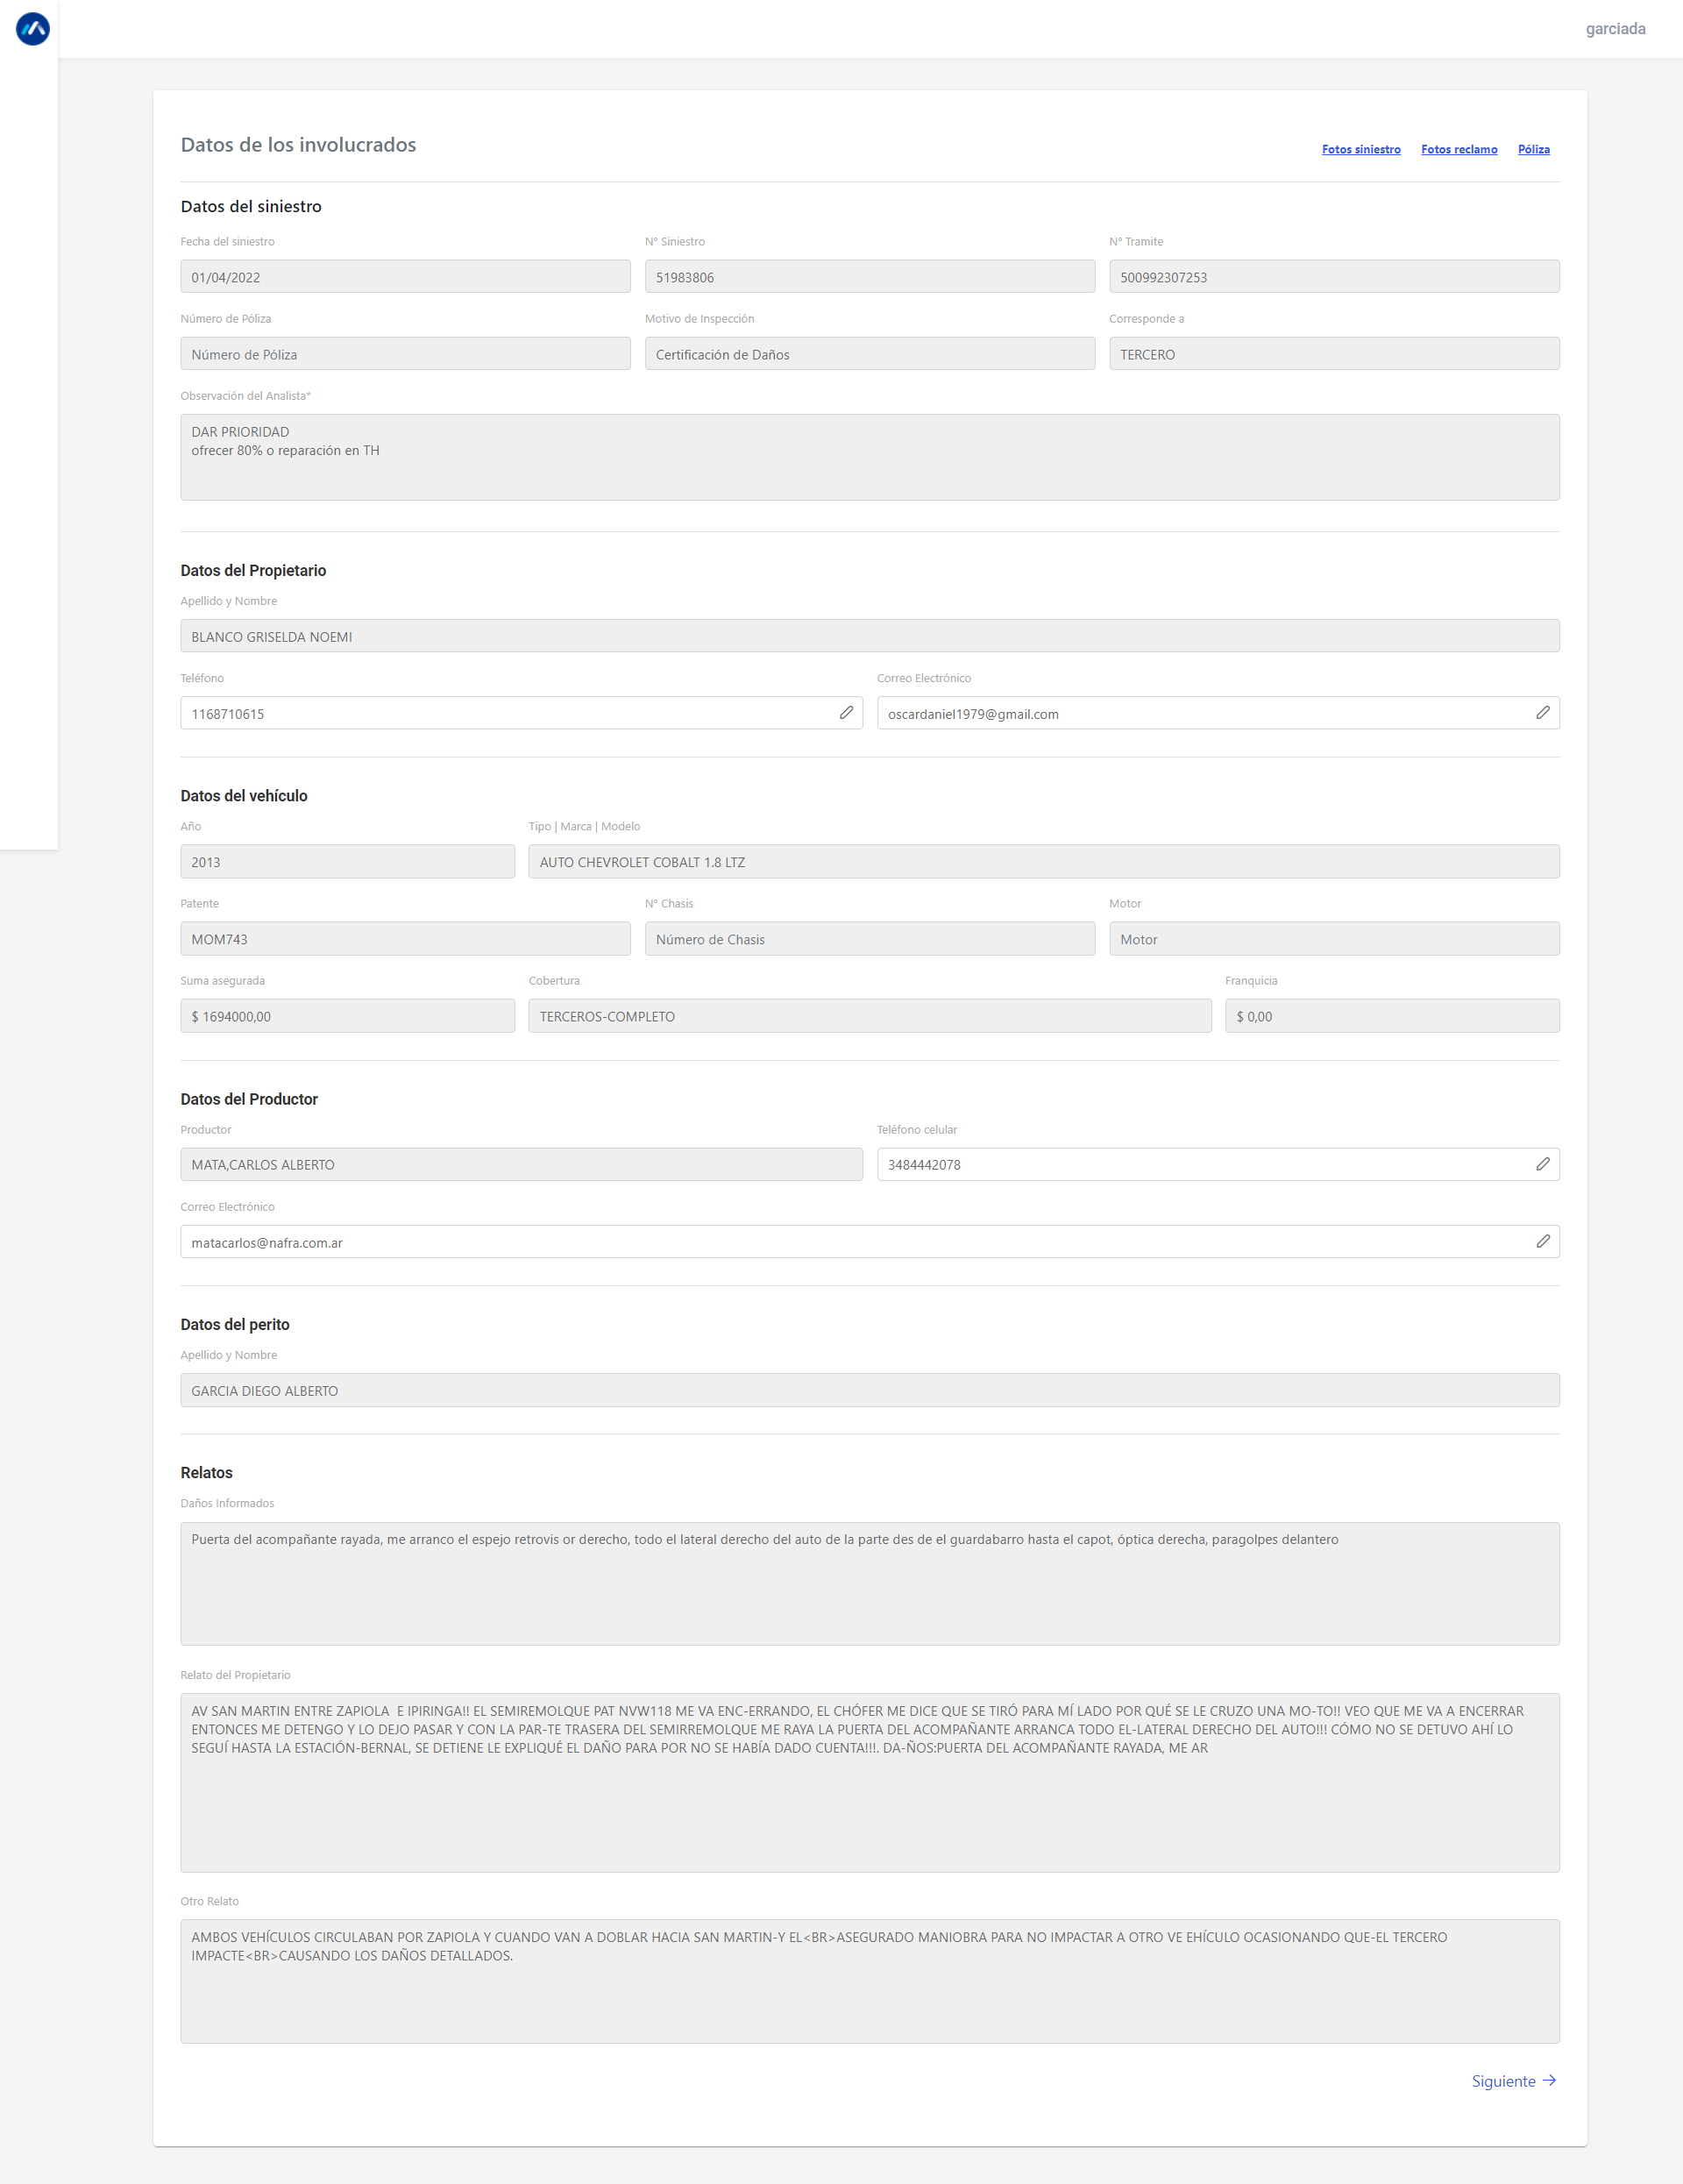 garciada
Datos de los involucrados
Fotos siniestro Fotos reclamo Póliza
Datos del siniestro
Fecha del siniestro N° Siniestro N° Tramite
01/04/2022 51983806 500992307253
Número de Póliza Motivo de Inspección Corresponde a
Número de Póliza Certificación de Daños TERCERO
Observación del Analista*
DAR PRIORIDAD
ofrecer 80% o reparación en TH
Datos del Propietario
Apellido y Nombre
BLANCO GRISELDA NOEMI
Teléfono Correo Electrónico
1168710615 oscardaniel1979@gmail.com
Datos del vehículo
Año Tipo | Marca | Modelo
2013 AUTO CHEVROLET COBALT 1.8 LTZ
Patente N° Chasis Motor
MOM743 Número de Chasis Motor
Suma asegurada Cobertura Franquicia
$ 1694000,00 TERCEROS-COMPLETO $ 0,00
Datos del Productor
Productor Teléfono celular
MATA,CARLOS ALBERTO 3484442078
Correo Electrónico
matacarlos@nafra.com.ar
Datos del perito
Apellido y Nombre
GARCIA DIEGO ALBERTO
Relatos
Daños Informados
Puerta del acompañante rayada, me arranco el espejo retrovis or derecho, todo el lateral derecho del auto de la parte des de el guardabarro hasta el capot, óptica derecha, paragolpes delantero
Relato del Propietario
AV SAN MARTIN ENTRE ZAPIOLA  E IPIRINGA!! EL SEMIREMOLQUE PAT NVW118 ME VA ENC-ERRANDO, EL CHÓFER ME DICE QUE SE TIRÓ PARA MÍ LADO POR QUÉ SE LE CRUZO UNA MO-TO!! VEO QUE ME VA A ENCERRAR
ENTONCES ME DETENGO Y LO DEJO PASAR Y CON LA PAR-TE TRASERA DEL SEMIRREMOLQUE ME RAYA LA PUERTA DEL ACOMPAÑANTE ARRANCA TODO EL-LATERAL DERECHO DEL AUTO!!! CÓMO NO SE DETUVO AHÍ LO
SEGUÍ HASTA LA ESTACIÓN-BERNAL, SE DETIENE LE EXPLIQUÉ EL DAÑO PARA POR NO SE HABÍA DADO CUENTA!!!. DA-ÑOS:PUERTA DEL ACOMPAÑANTE RAYADA, ME AR
Otro Relato
AMBOS VEHÍCULOS CIRCULABAN POR ZAPIOLA Y CUANDO VAN A DOBLAR HACIA SAN MARTIN-Y EL<BR>ASEGURADO MANIOBRA PARA NO IMPACTAR A OTRO VE EHÍCULO OCASIONANDO QUE-EL TERCERO
IMPACTE<BR>CAUSANDO LOS DAÑOS DETALLADOS.
Siguiente